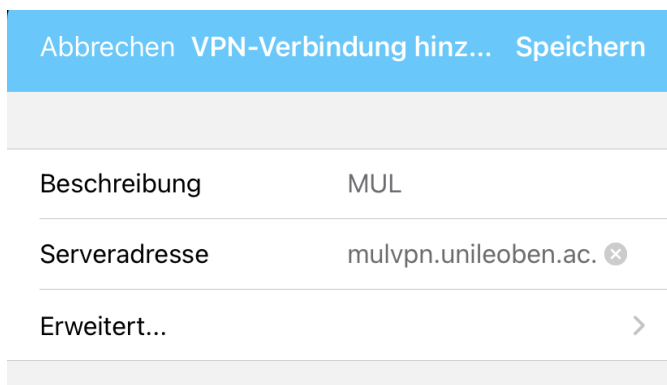 Abbrechen VPN-Verbindung hinz... Speichern
Beschreibung MUL
Serveradresse mulvpn.unileoben.ac.
Erweitert...